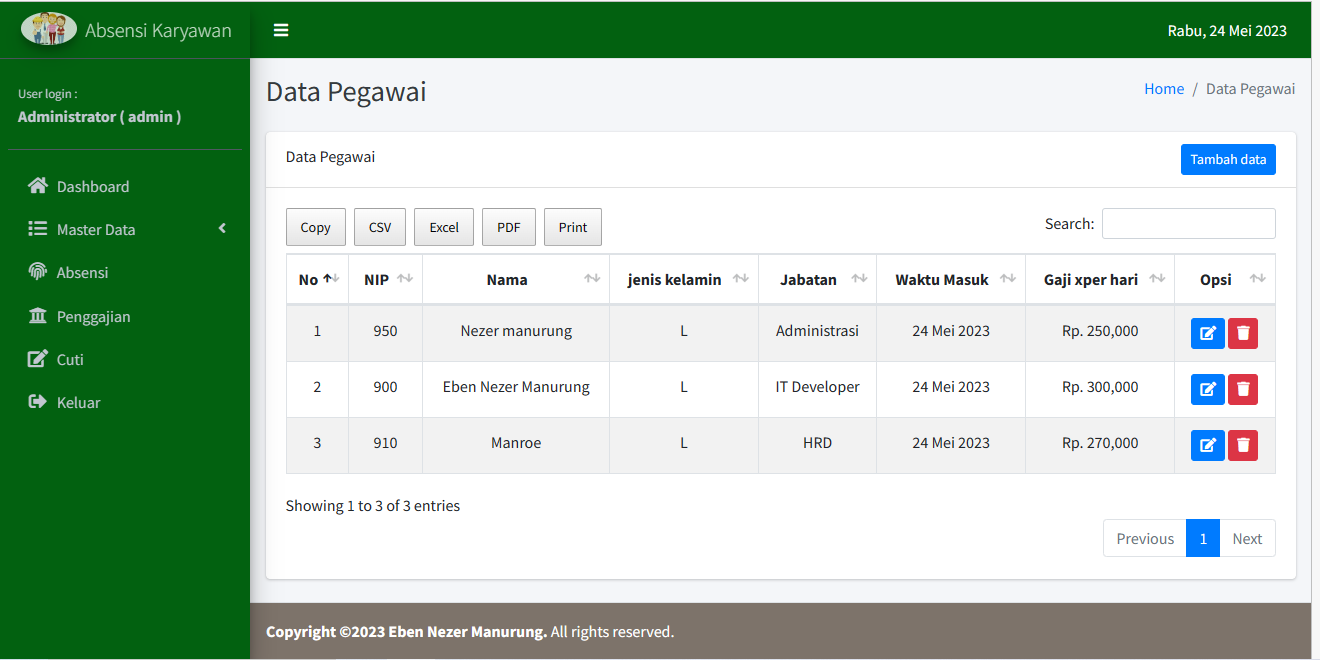 Absensi Karyawan
Rabu, 24 Mei 2023
User login :
Administrator ( admin )
Dashboard
Master Data
Absensi
Penggajian
Cuti
Keluar
Data Pegawai
Home / Data Pegawai
Data Pegawai
Tambah data
Copy CSV Excel PDF Print
Search:
No NIP Nama jenis kelamin Jabatan Waktu Masuk Gaji xper hari Opsi
1 950 Nezer manurung L Administrasi 24 Mei 2023 Rp. 250,000
2 900 Eben Nezer Manurung L IT Developer 24 Mei 2023 Rp. 300,000
3 910 Manroe L HRD 24 Mei 2023 Rp. 270,000
Showing 1 to 3 of 3 entries
Previous 1 Next
Copyright ©2023 Eben Nezer Manurung. All rights reserved.